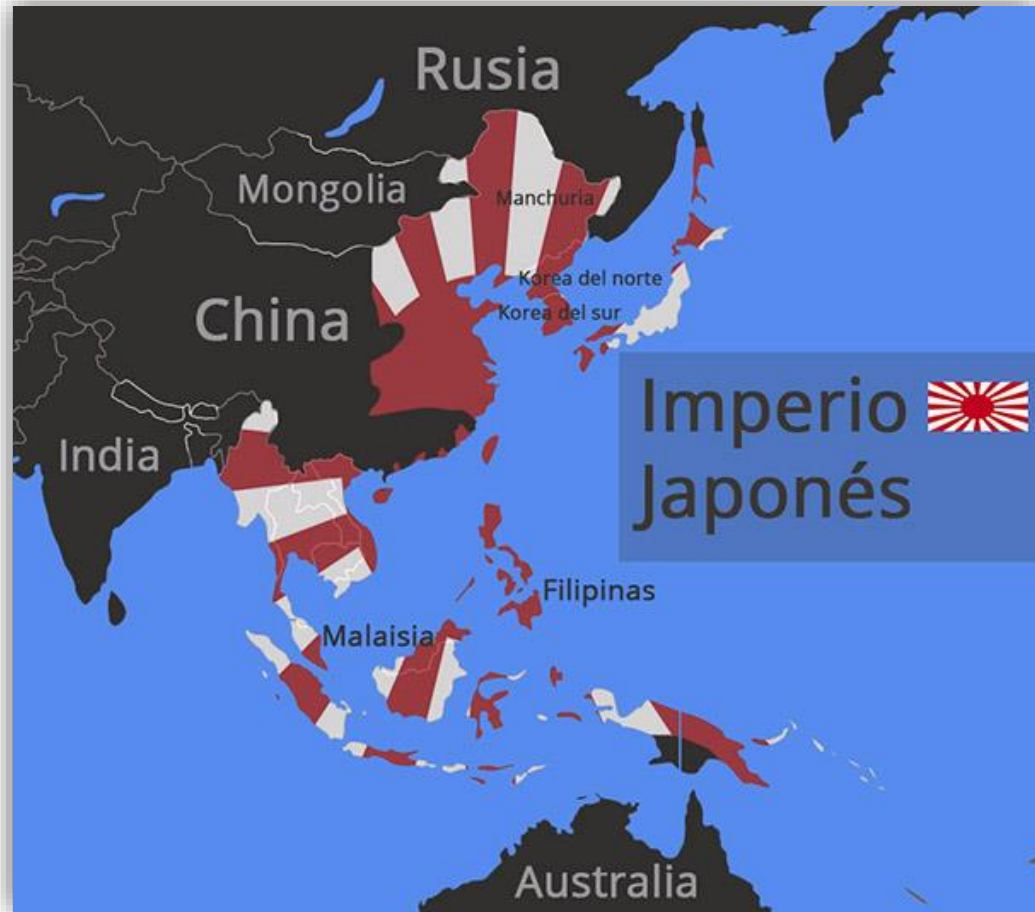 Rusia
Mongolia
Manchuria
Korea del norte
China
Korea del sur
Imperio
Japonés
India
Filipinas
Malaisia
Australia